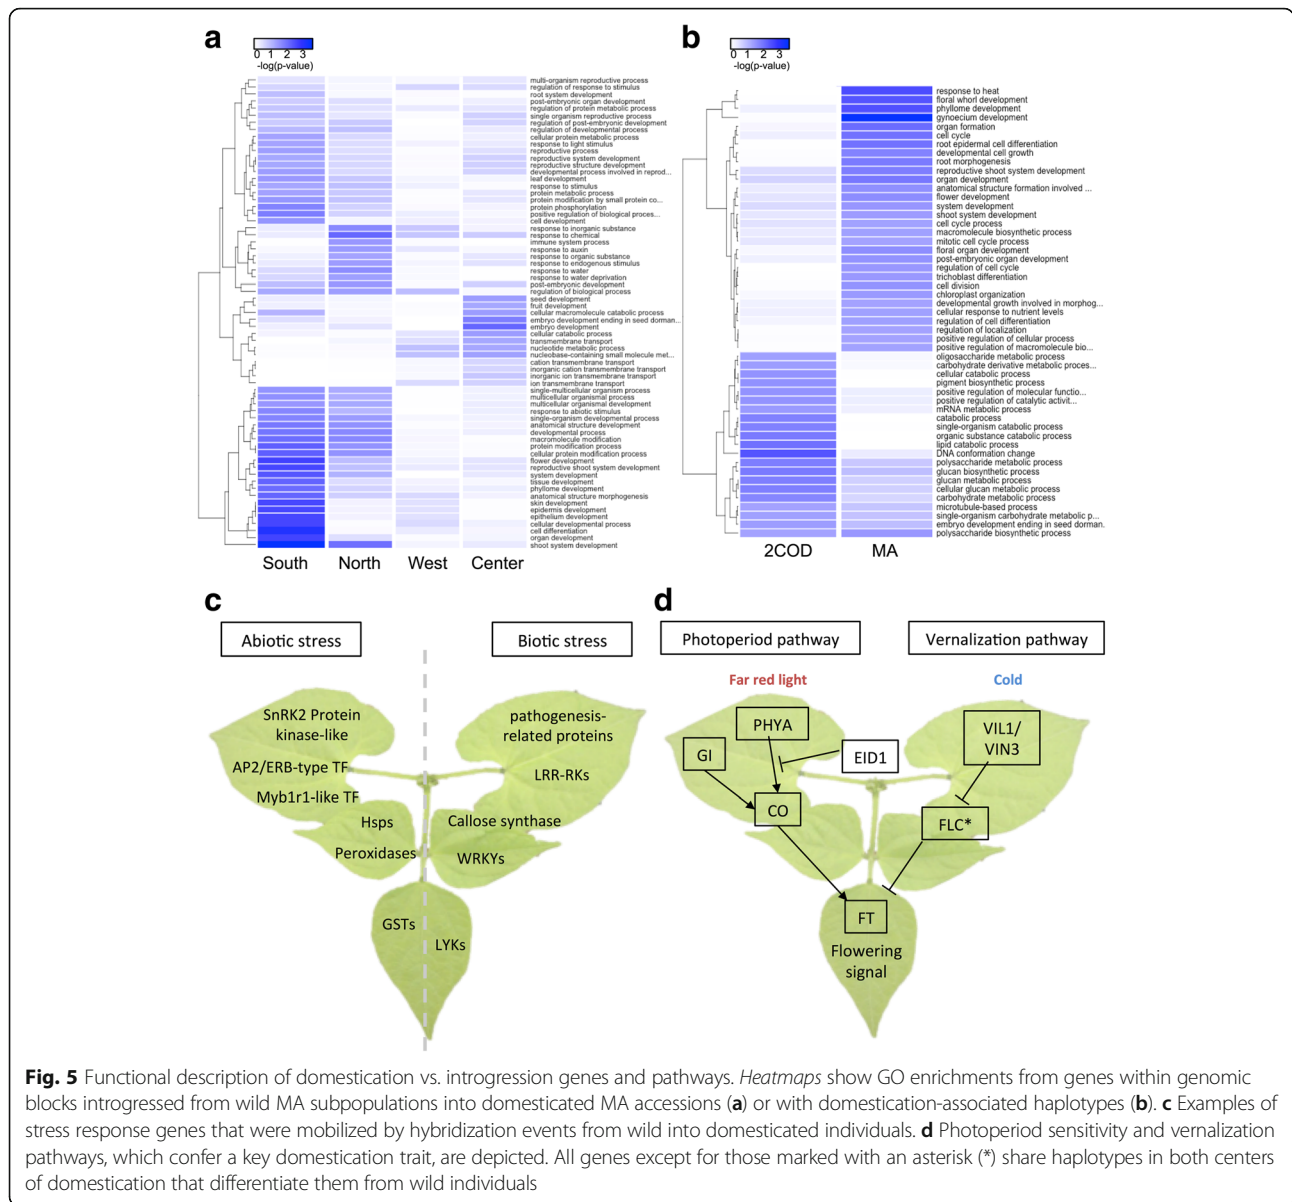 a
0 1 2 3
-log(p-value)
multi-organism reproductive process
regulation of response to stimulus
root system development
post-embryonic organ development
regulation of protein metabolic process
single organism reproductive process
regulation of post-embryonic development
regulation of developmental process
cellular protein metabolic process
response to light stimulus
reproductive process
reproductive system development
reproductive structure development
developmental process involved in reprod...
leaf development
response to stimulus
protein metabolic process
protein modification by small protein co...
protein phosphorylation
positive regulation of biological proces...
cell development
response to inorganic substance
response to chemical
immune system process
response to auxin
response to organic substance
response to endogenous stimulus
response to water
response to water deprivation
post-embryonic development
regulation of biological process
seed development
fruit development
cellular macromolecule catabolic process
embryo development ending in seed dorman...
embryo development
cellular catabolic process
transmembrane transport
nucleotide metabolic process
nucleobase-containing small molecule met...
cation transmembrane transport
inorganic cation transmembrane transport
inorganic ion transmembrane transport
ion transmembrane transport
single-multicellular organism process
multicellular organismal process
multicellular organismal development
response to abiotic stimulus
single-organism developmental process
anatomical structure development
developmental process
macromolecule modification
protein modification process
cellular protein modification process
flower development
reproductive shoot system development
system development
tissue development
phyllome development
anatomical structure morphogenesis
skin development
epidermis development
epithelium development
cellular developmental process
cell differentiation
organ development
shoot system development
South North West Center
b
0 1 2 3
-log(p-value)
response to heat
floral whorl development
phyllome development
gynoecium development
organ formation
cell cycle
root epidermal cell differentiation
developmental cell growth
root morphogenesis
reproductive shoot system development
organ development
anatomical structure formation involved ...
flower development
system development
shoot system development
cell cycle process
macromolecule biosynthetic process
mitotic cell cycle process
floral organ development
post-embryonic organ development
regulation of cell cycle
trichoblast differentiation
cell division
chloroplast organization
developmental growth involved in morphog...
cellular response to nutrient levels
regulation of cell differentiation
regulation of localization
positive regulation of cellular process
positive regulation of macromolecule bio...
oligosaccharide metabolic process
carbohydrate derivative metabolic proces...
cellular catabolic process
pigment biosynthetic process
positive regulation of molecular functio...
positive regulation of catalytic activit...
mRNA metabolic process
catabolic process
single-organism catabolic process
organic substance catabolic process
lipid catabolic process
DNA conformation change
polysaccharide metabolic process
glucan biosynthetic process
glucan metabolic process
cellular glucan metabolic process
carbohydrate metabolic process
microtubule-based process
single-organism carbohydrate metabolic p...
embryo development ending in seed dorman.
polysaccharide biosynthetic process
2COD MA
c
Abiotic stress
Biotic stress
SnRK2 Protein
kinase-like
AP2/ERB-type TF
Myb1r1-like TF
Hsps
Peroxidases
GSTs
pathogenesis-
related proteins
LRR-RKs
Callose synthase
WRKYs
LYKs
d
Photoperiod pathway
Vernalization pathway
Far red light
Cold
PHYA
GI
EID1
CO
VIL1/
VIN3
FLC*
FT
Flowering
signal
Fig. 5 Functional description of domestication vs. introgression genes and pathways. Heatmaps show GO enrichments from genes within genomic
blocks introgressed from wild MA subpopulations into domesticated MA accessions (a) or with domestication-associated haplotypes (b). c Examples of
stress response genes that were mobilized by hybridization events from wild into domesticated individuals. d Photoperiod sensitivity and vernalization
pathways, which confer a key domestication trait, are depicted. All genes except for those marked with an asterisk (*) share haplotypes in both centers
of domestication that differentiate them from wild individuals